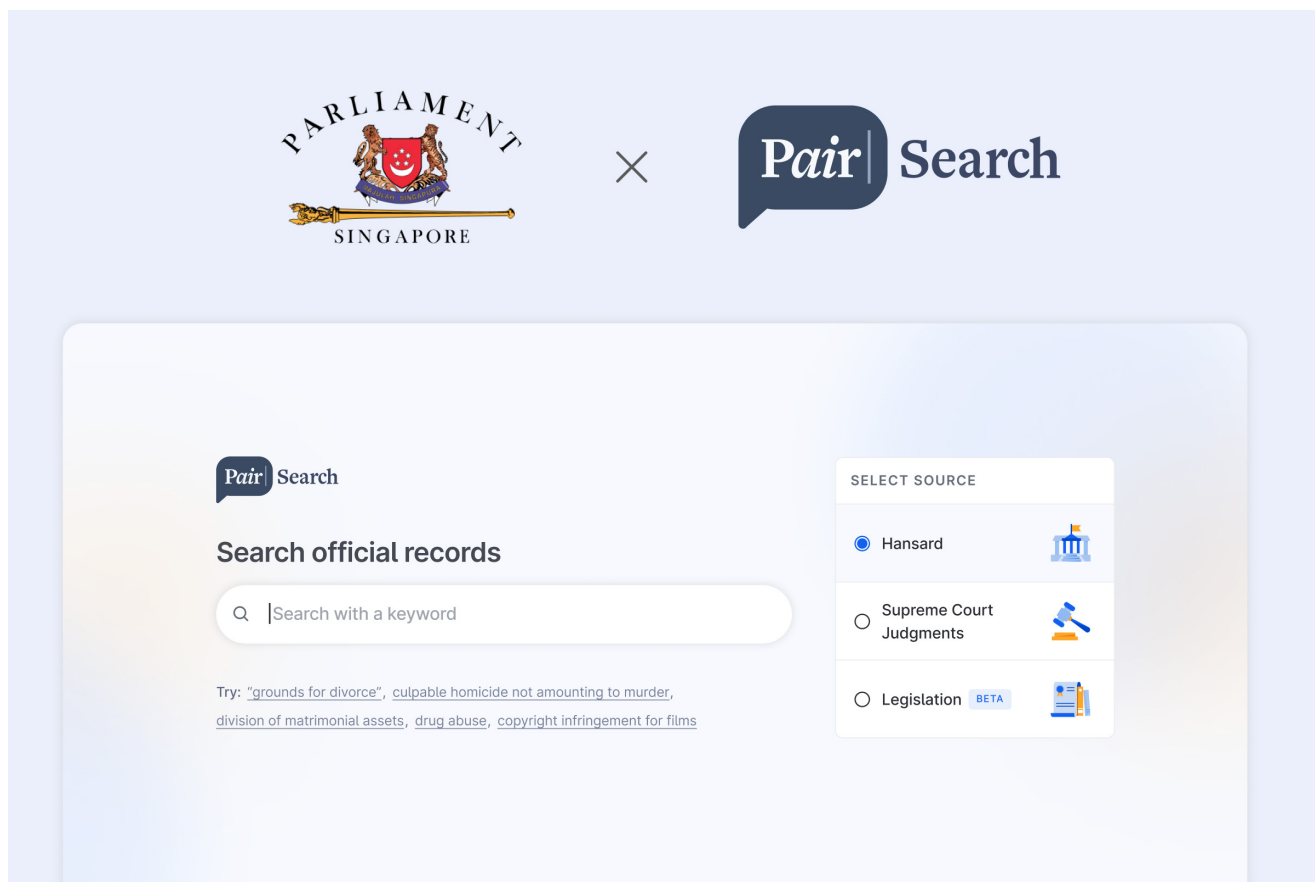 PARLIAMENT
MAJULAH SINGAPURA
SINGAPORE
Pair Search
Pair Search
Search official records
Search with a keyword
Try: “grounds for divorce”, culpable homicide not amounting to murder,
division of matrimonial assets, drug abuse, copyright infringement for films
SELECT SOURCE
Hansard
Supreme Court
Judgments
Legislation BETA